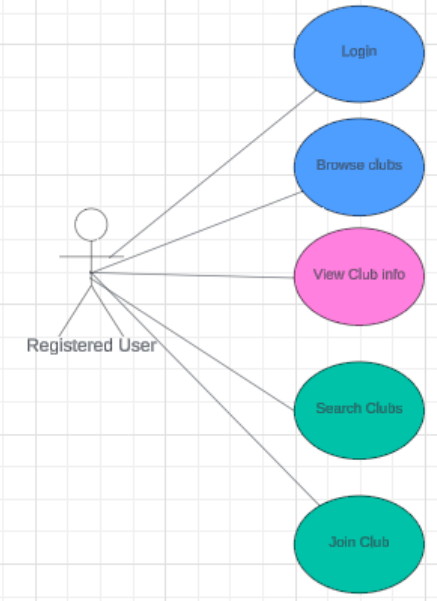 Login
Browse clubs
View Club info
Registered User
Search Clubs
Join Club